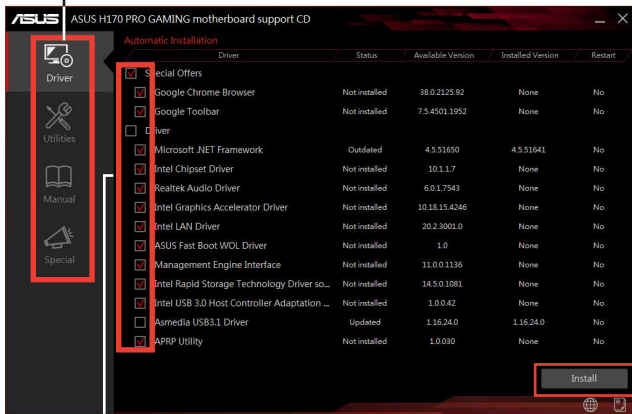 ASUS ASUS H170 PRO GAMING motherboard support CD
Automatic Installation
Driver Status Available Version Installed Version Restart
Special Offers
Google Chrome Browser Not installed 38.0.2125.92 None No
Google Toolbar Not installed 7.5.4501.1952 None No
Driver
Microsoft .NET Framework Outdated 4.5.51650 4.5.51641 No
Intel Chipset Driver Not installed 10.1.1.7 None No
Realtek Audio Driver Not installed 6.0.1.7543 None No
Intel Graphics Accelerator Driver Not installed 10.18.15.4246 None No
Intel LAN Driver Not installed 20.2.3001.0 None No
ASUS Fast Boot WOL Driver Not installed 1.0 None No
Management Engine Interface Not installed 11.0.0.1136 None No
Intel Rapid Storage Technology Driver so... Not installed 14.5.0.1081 None No
Intel USB 3.0 Host Controller Adaptation ... Not installed 1.0.0.42 None No
Asmedia USB3.1 Driver Updated 1.16.24.0 1.16.24.0 No
APRP Utility Not installed 1.0.030 None No
Driver
Utilities
Manual
Special
Install